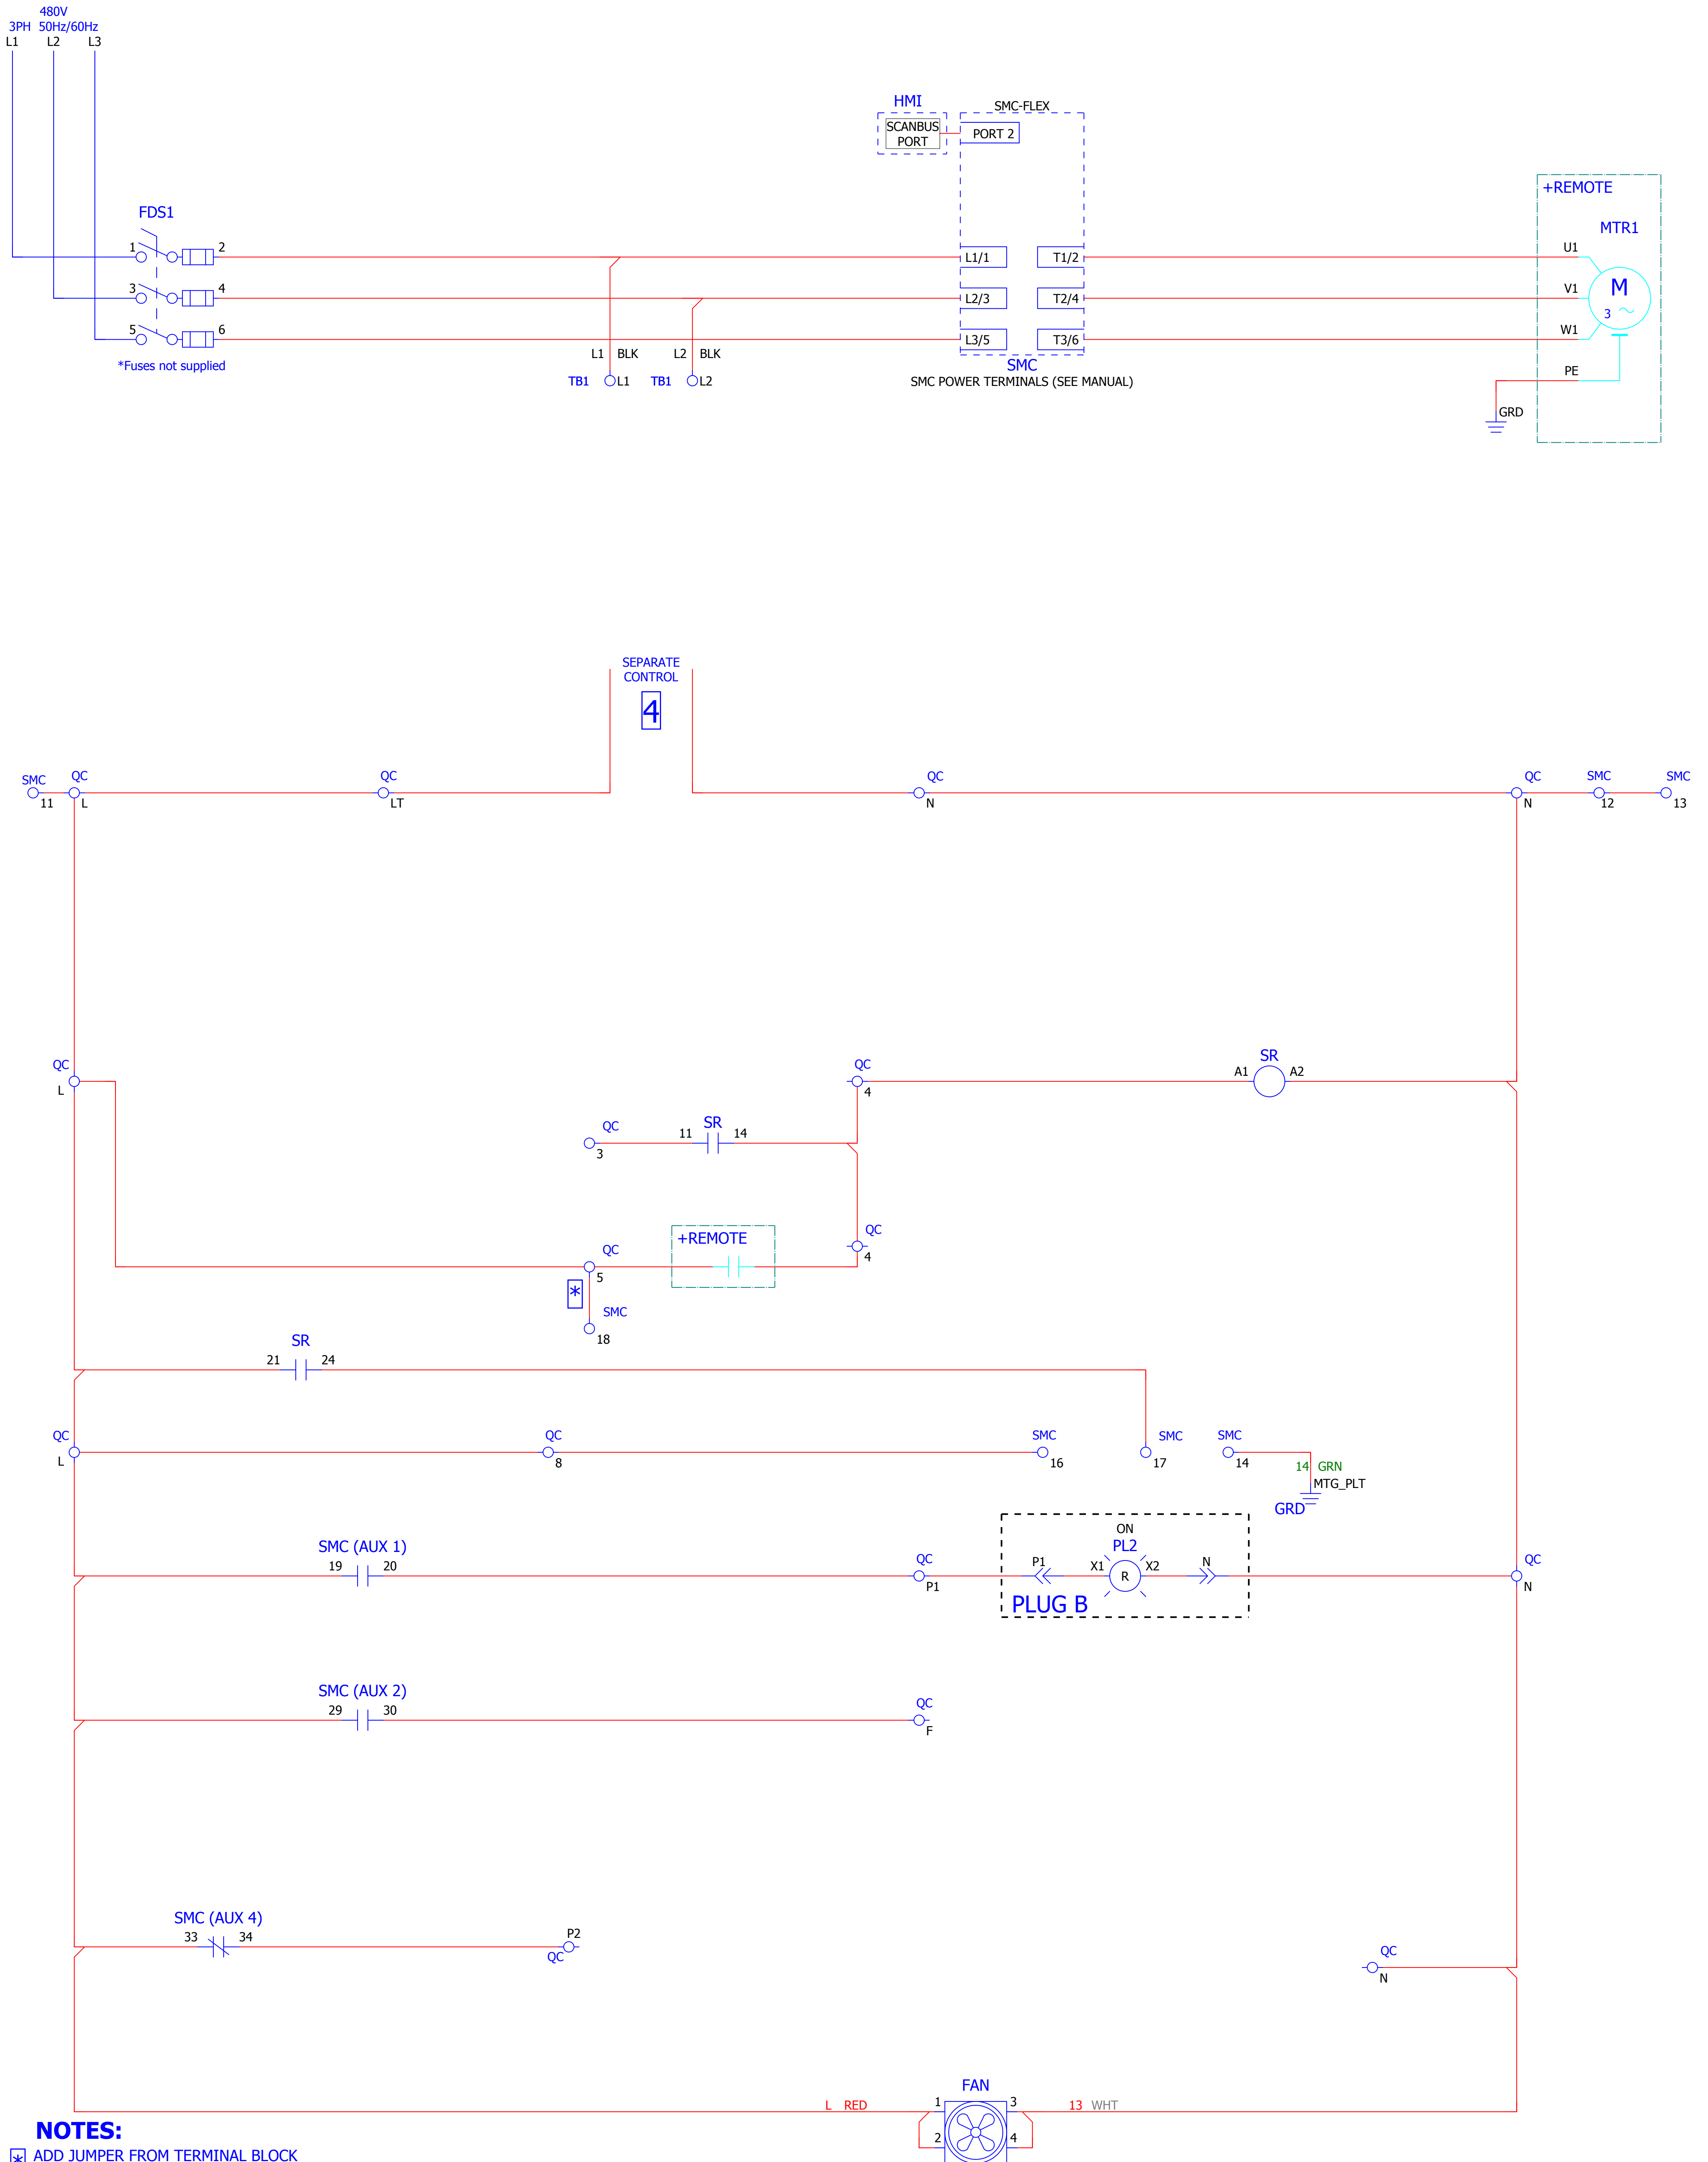 480V
3PH 50Hz/60Hz
L1 L2 L3
HMI
SMC-FLEX
SCANBUS
PORT
PORT 2
+REMOTE
FDS1
MTR1
1 2
L1/1 T1/2
U1
M
3
3 4
L2/3 T2/4
V1
5 6
L3/5 T3/6
W1
*Fuses not supplied
L1 BLK L2 BLK
SMC
PE
TB1 L1 TB1 L2
SMC POWER TERMINALS (SEE MANUAL)
GRD
SEPARATE
CONTROL
4
SMC QC QC QC QC SMC SMC
11 L LT N N 12 13
QC QC SR
L 4 A1 A2
QC SR
3 11 14
QC +REMOTE QC
5 4
* SMC
18
SR
21 24
QC QC SMC SMC SMC
L 8 16 17 14
14 GRN
MTG_PLT
GRD
ON
SMC (AUX 1) QC PL2 QC
19 20 P1 P1 X1 R X2 N N
PLUG B
SMC (AUX 2) QC
29 30 F
SMC (AUX 4) P2
33 34 QC
QC
N
FAN
L RED 1 3 13 WHT
2 4
NOTES:
* ADD JUMPER FROM TERMINAL BLOCK